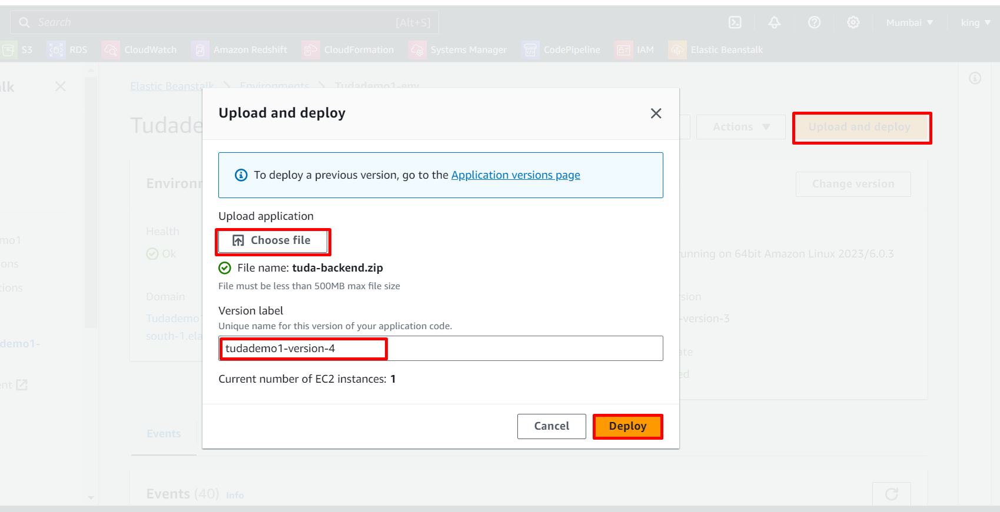 Search [Alt+S] Mumbai king
S3 RDS CloudWatch Amazon Redshift CloudFormation Systems Manager CodePipeline IAM Elastic Beanstalk
lk
Elastic Beanstalk Environments Tudademo1-env
Upload and deploy
Tudade Actions Upload and deploy
To deploy a previous version, go to the Application versions page
Environ Change version
Upload application
Choose file
Health
mo1
Ok running on 64bit Amazon Linux 2023/6.0.3
ons
File name: tuda-backend.zip
File must be less than 500MB max file size
tions
Domain sion
Version label
Tudademo -version-3
Unique name for this version of your application code.
south-1.ela
demo1-
tudademo1-version-4
ate
ed
Current number of EC2 instances: 1
nt
Cancel Deploy
Events
Events (40) Info